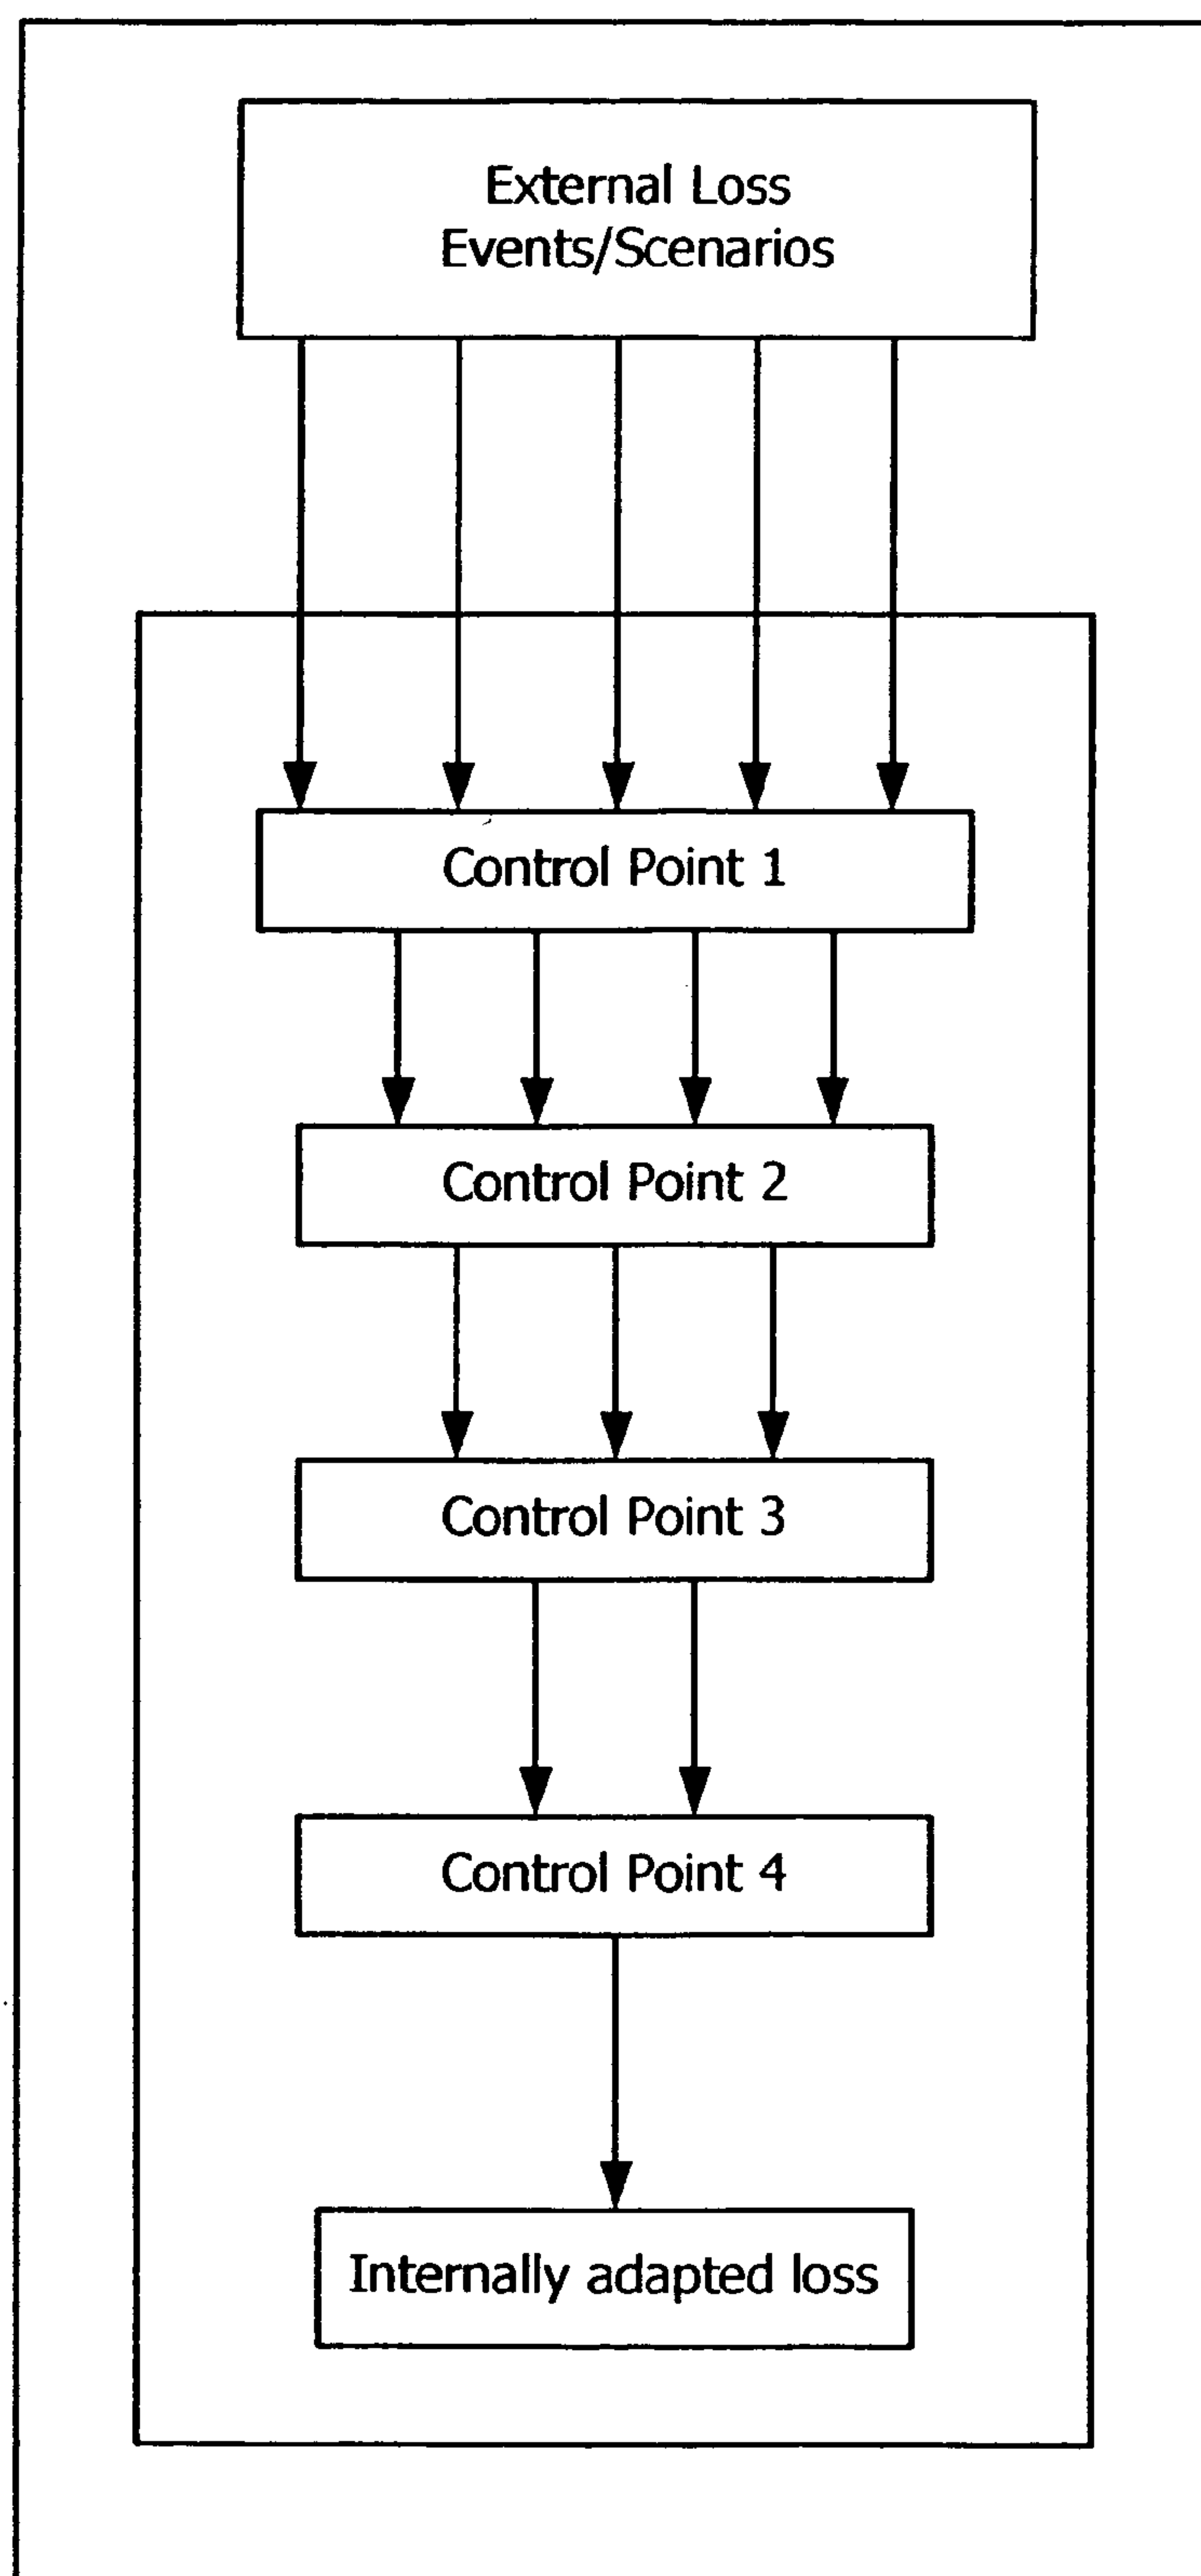 External Loss
Events/Scenarios
Control Point 1
Control Point 2
Control Point 3
Control Point 4
Internally adapted loss